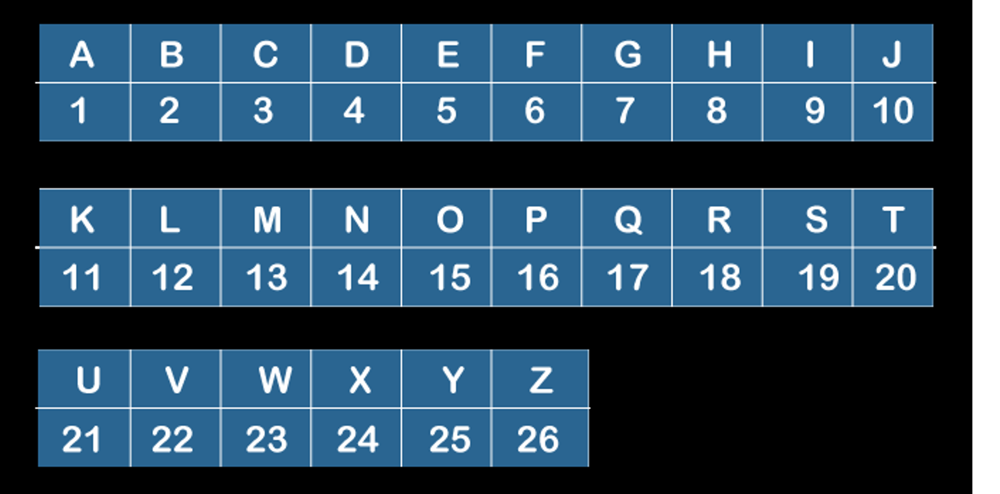 A B C D E F G H I J
1 2 3 4 5 6 7 8 9 10
K L M N O P Q R S T
11 12 13 14 15 16 17 18 19 20
U V W X Y Z
21 22 23 24 25 26